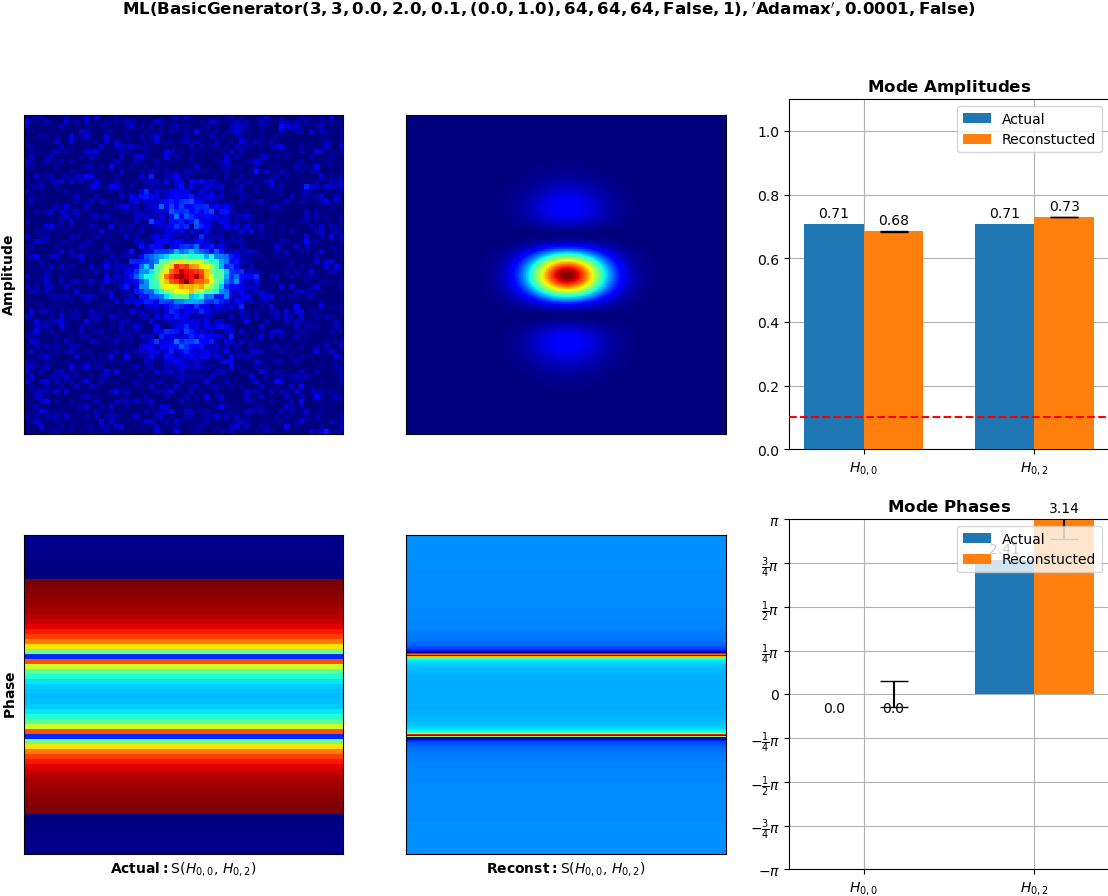 ML(BasicGenerator(3, 3, 0.0, 2.0, 0.1, (0.0, 1.0), 64, 64, 64, False, 1), ′Adamax′, 0.0001, False)
Mode Amplitudes
Actual
Reconstucted
1.0
0.8
0.6
0.4
0.2
0.0
0.71
0.68
0.71
0.73
H0,0
H0,2
Amplitude
Mode Phases
3.14
Actual
Reconstucted
2.41
π
3/4π
1/2π
1/4π
0
−1/4π
−1/2π
−3/4π
−π
0.0
0.0
H0,0
H0,2
Phase
Actual: S(H0,0, H0,2)
Reconst: S(H0,0, H0,2)